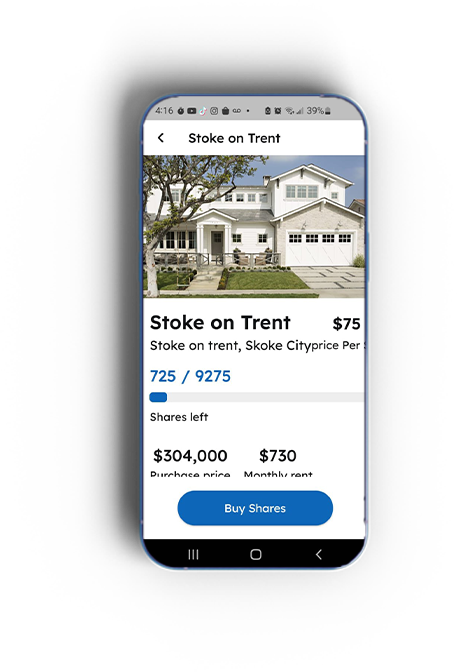 4:16 39%
Stoke on Trent
Stoke on Trent $75
Stoke on trent, Skoke Cityprice Per
725 / 9275
Shares left
$304,000 $730
Purchase price Monthly rent
Buy Shares